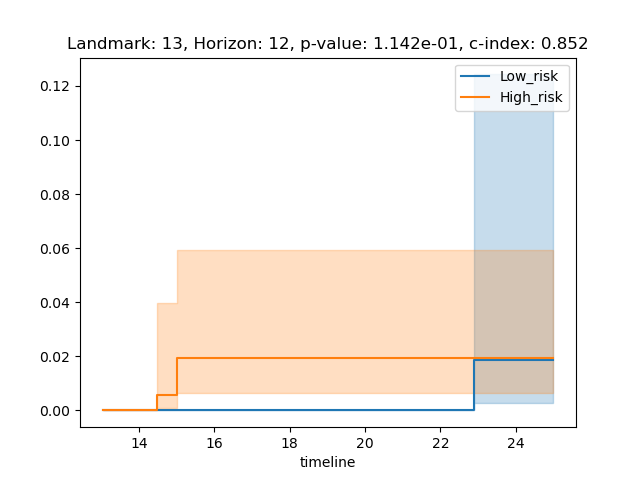 Landmark: 13, Horizon: 12, p-value: 1.142e-01, c-index: 0.852
Low_risk
High_risk
0.12
0.10
0.08
0.06
0.04
0.02
0.00
14 16 18 20 22 24
timeline